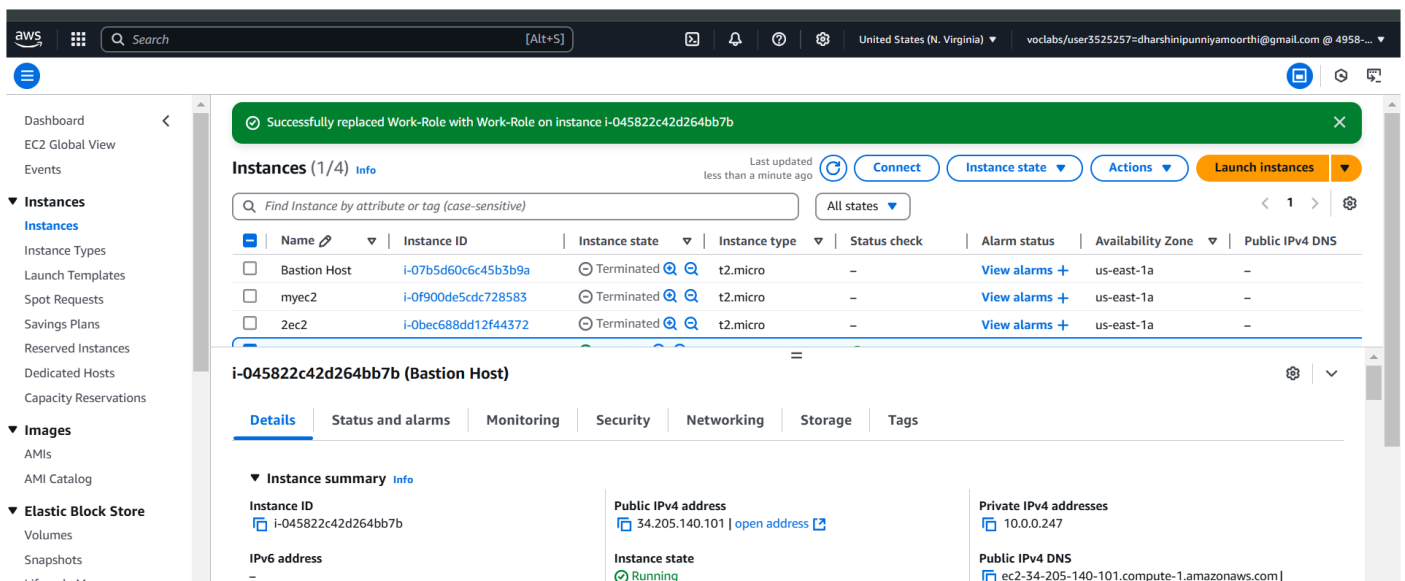 aws
Search [Alt+S]
United States (N. Virginia)
voclabs/user3525257=dharshinipunniyamoorthi@gmail.com @ 4958-...
Dashboard
EC2 Global View
Events
Instances
Instances
Instance Types
Launch Templates
Spot Requests
Savings Plans
Reserved Instances
Dedicated Hosts
Capacity Reservations
Images
AMIs
AMI Catalog
Elastic Block Store
Volumes
Snapshots
Successfully replaced Work-Role with Work-Role on instance i-045822c42d264bb7b
Instances (1/4) Info
Last updated
less than a minute ago
Connect
Instance state
Actions
Launch instances
Find Instance by attribute or tag (case-sensitive)
All states
1
Name Instance ID Instance state Instance type Status check Alarm status Availability Zone Public IPv4 DNS
Bastion Host i-07b5d60c6c45b3b9a Terminated t2.micro – View alarms + us-east-1a –
myec2 i-0f900de5cdc728583 Terminated t2.micro – View alarms + us-east-1a –
2ec2 i-0bec688dd12f44372 Terminated t2.micro – View alarms + us-east-1a –
i-045822c42d264bb7b (Bastion Host)
Details Status and alarms Monitoring Security Networking Storage Tags
Instance summary Info
Instance ID
i-045822c42d264bb7b
Public IPv4 address
34.205.140.101 | open address
Private IPv4 addresses
10.0.0.247
IPv6 address
–
Instance state
Running
Public IPv4 DNS
ec2-34-205-140-101.compute-1.amazonaws.com |